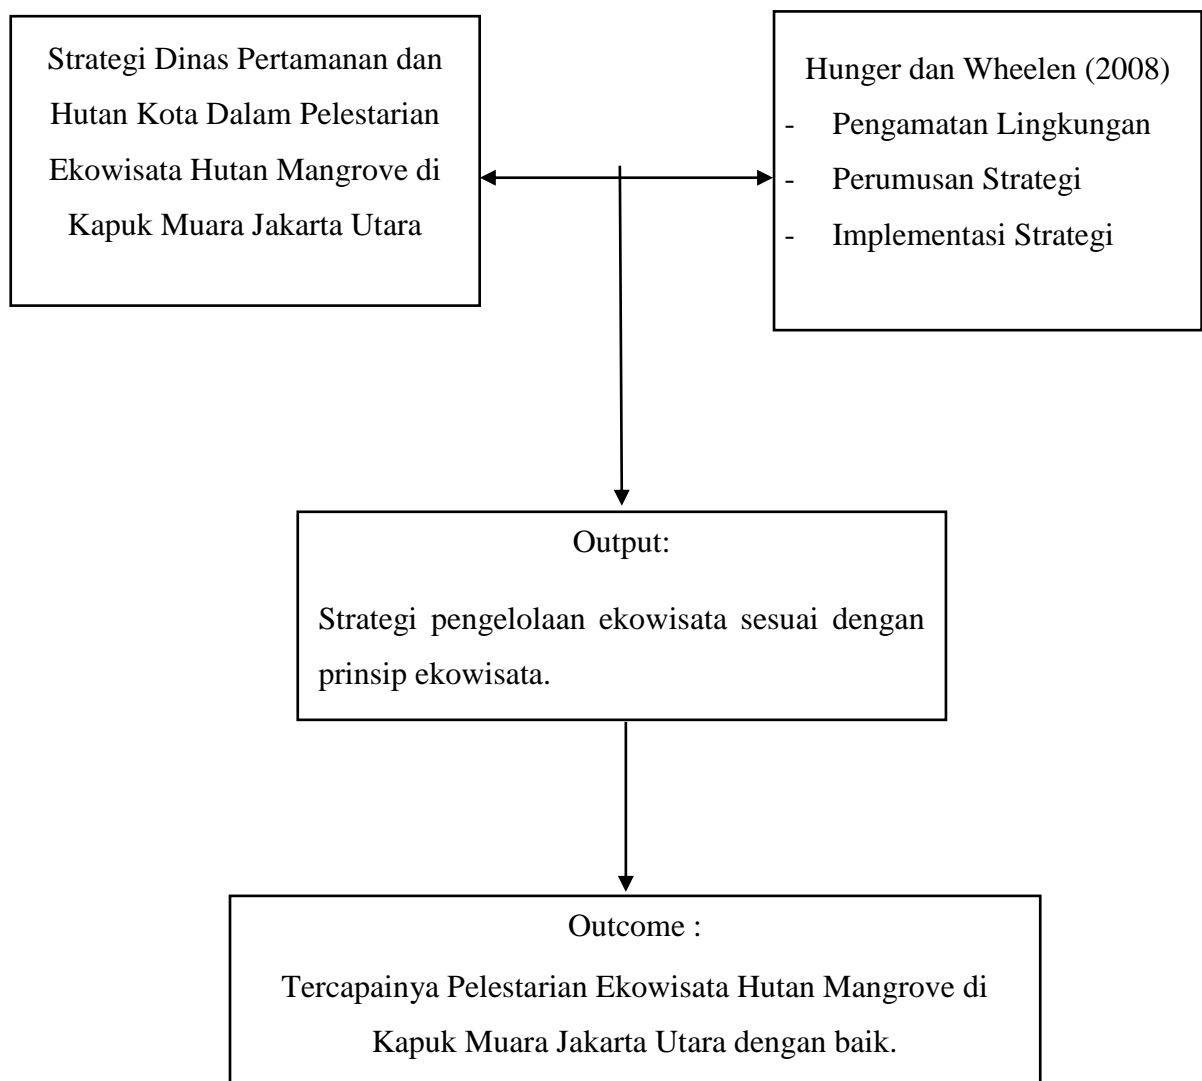 Strategi Dinas Pertamanan dan
Hutan Kota Dalam Pelestarian
Ekowisata Hutan Mangrove di
Kapuk Muara Jakarta Utara
Hunger dan Wheelen (2008)
- Pengamatan Lingkungan
- Perumusan Strategi
- Implementasi Strategi
Output:
Strategi pengelolaan ekowisata sesuai dengan
prinsip ekowisata.
Outcome :
Tercapainya Pelestarian Ekowisata Hutan Mangrove di
Kapuk Muara Jakarta Utara dengan baik.